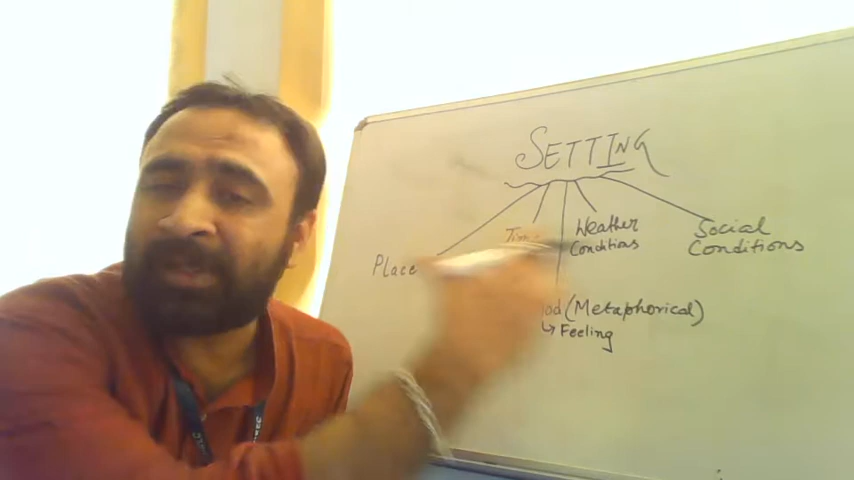 SETTING
Weather
Conditions
Social
Conditions
Place
(Metaphorical)
↳ Feeling